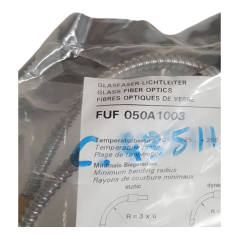 GLASFASER-LICHTLEITER
GLASS FIBER OPTICS
FIBRES OPTIQUES DE VERRE
FUF 050A1003
Temperaturbereich
Temperature
Plage de température
Minimale Biegeradien
Minimum bending radius
Rayons de courbure minimaux
static
R = 3 x d
R =